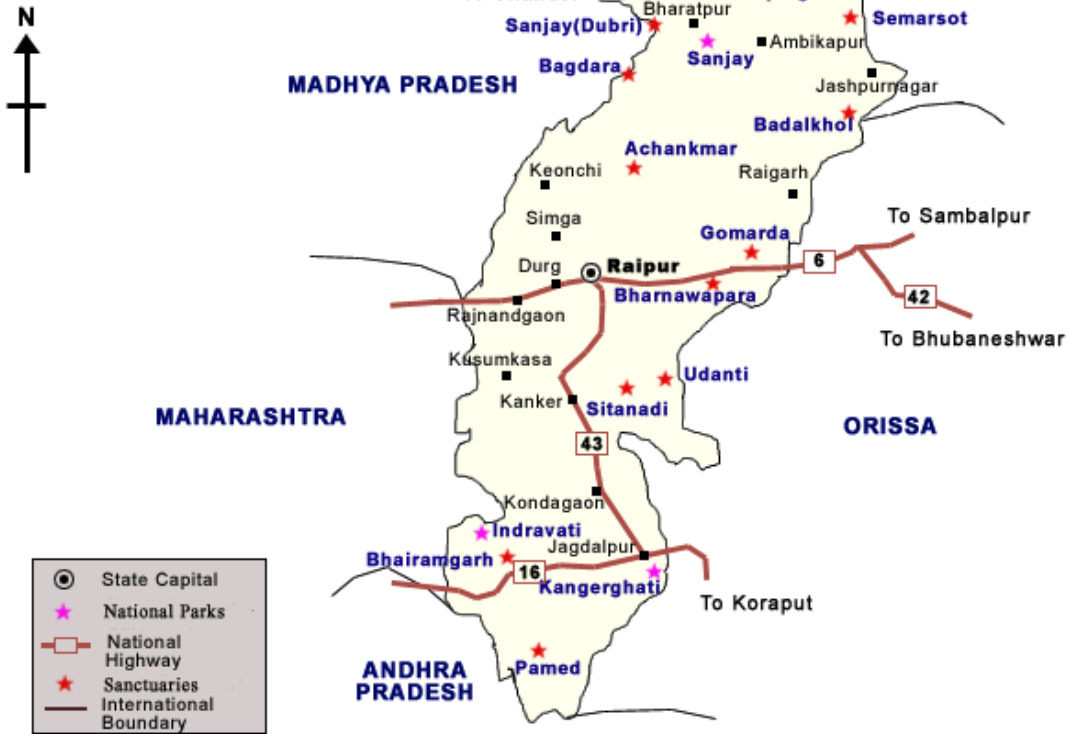 N
Bharatpur
Sanjay(Dubri)
Semarsot
Sanjay
Ambikapur
Bagdara
MADHYA PRADESH
Jashpurnagar
Badalkhol
Achankmar
Keonchi
Raigarh
Simga
To Sambalpur
Gomarda
6
Durg
Raipur
Bharnawapara
42
Rajnandgaon
To Bhubaneshwar
Kusumkasa
Udanti
Kanker
Sitanadi
MAHARASHTRA
ORISSA
43
Kondagaon
Indravati
Jagdalpur
Bhairamgarh
16
Kangerghati
To Koraput
Pamed
ANDHRA
PRADESH
State Capital
National Parks
National
Highway
Sanctuaries
International
Boundary